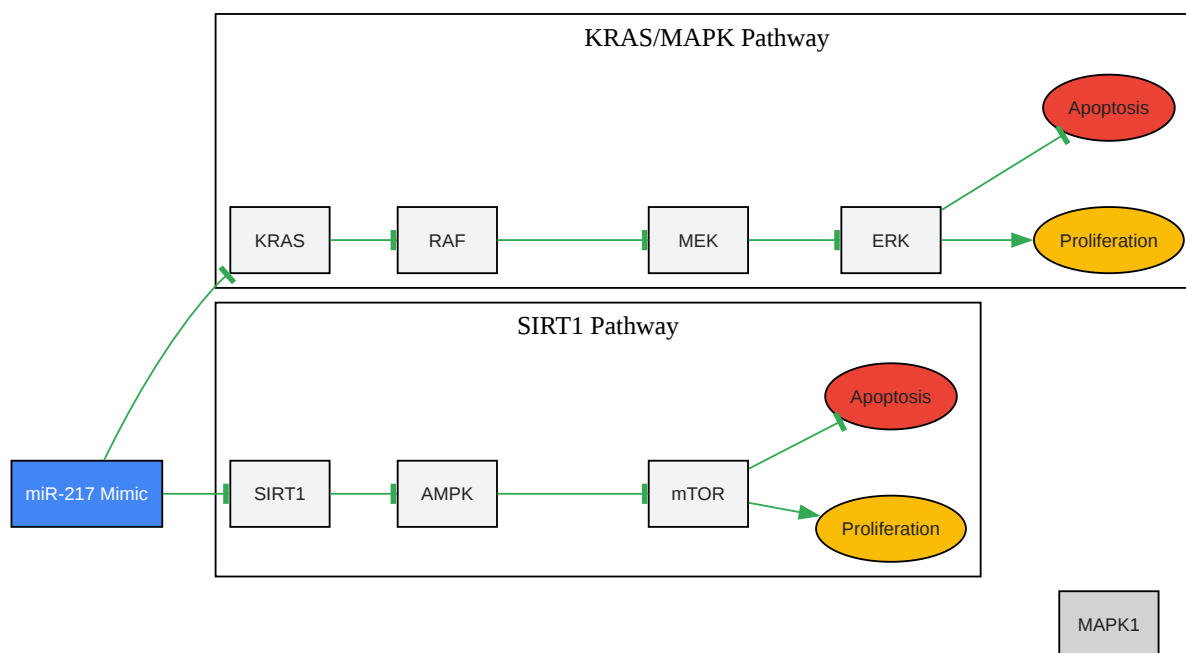 KRAS/MAPK Pathway
Apoptosis
KRAS
RAF
MEK
ERK
Proliferation
SIRT1 Pathway
Apoptosis
miR-217 Mimic
SIRT1
AMPK
mTOR
Proliferation
MAPK1